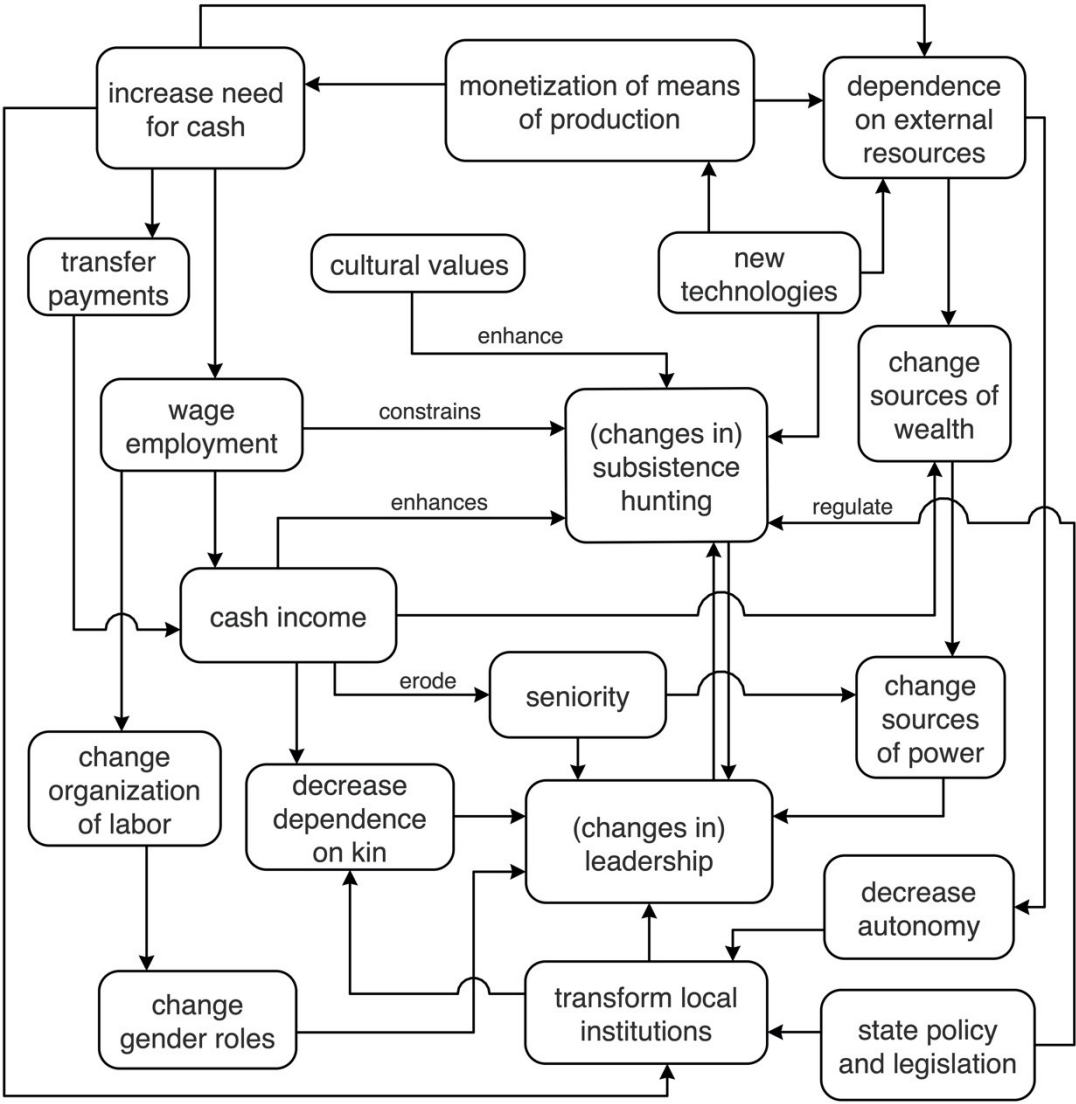 increase need
for cash
monetization of means
of production
dependence
on external
resources
transfer
payments
cultural values
new
technologies
enhance
change
sources of
wealth
wage
employment
constrains
(changes in)
subsistence
hunting
enhances
regulate
cash income
erode
seniority
change
sources
of power
change
organization
of labor
decrease
dependence
on kin
(changes in)
leadership
decrease
autonomy
change
gender roles
transform local
institutions
state policy
and legislation